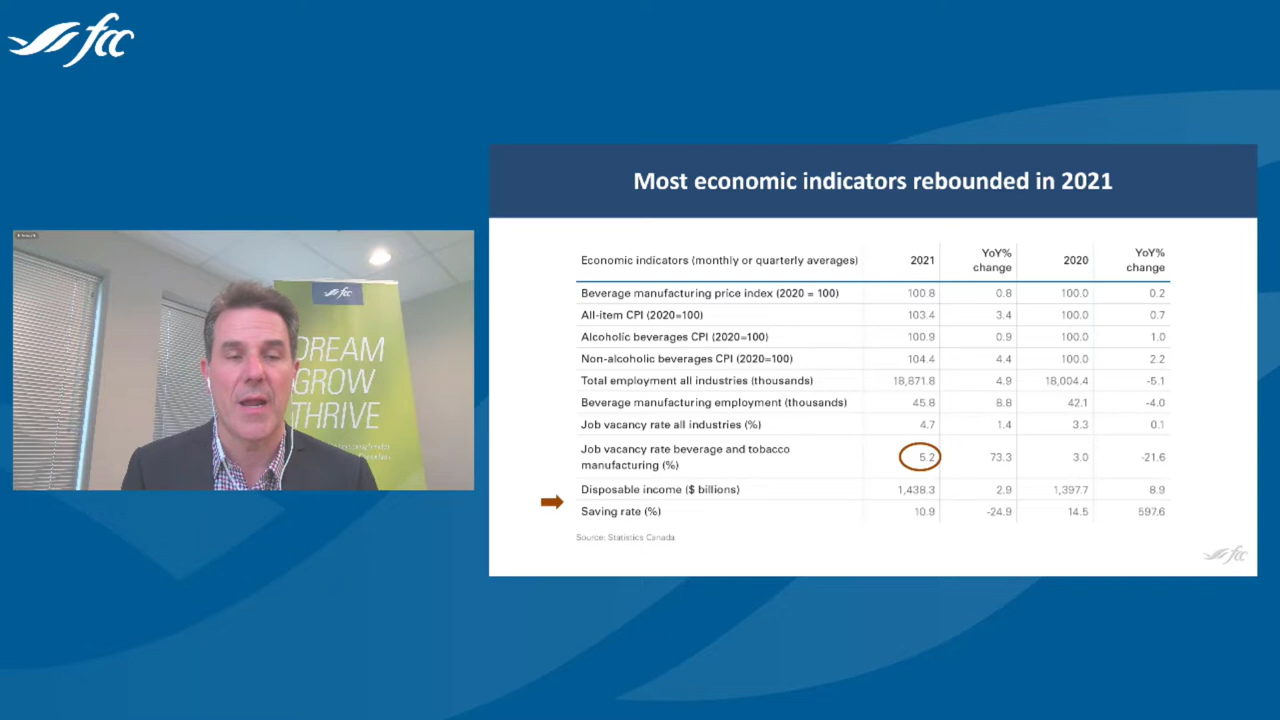 fcc
Most economic indicators rebounded in 2021
Economic indicators (monthly or quarterly averages) 2021 YoY% change 2020 YoY% change
Beverage manufacturing price index (2020 = 100) 100.8 0.8 100.0 0.2
All-item CPI (2020=100) 103.4 3.4 100.0 0.7
Alcoholic beverages CPI (2020=100) 100.9 0.9 100.0 1.0
Non-alcoholic beverages CPI (2020=100) 104.4 4.4 100.0 2.2
Total employment all industries (thousands) 18,871.8 4.9 18,004.4 -5.1
Beverage manufacturing employment (thousands) 45.8 8.8 42.1 -4.0
Job vacancy rate all industries (%) 4.7 1.4 3.3 0.1
Job vacancy rate beverage and tobacco
manufacturing (%) 5.2 73.3 3.0 -21.6
Disposable income ($ billions) 1,438.3 2.9 1,397.7 8.9
Saving rate (%) 10.9 -24.9 14.5 597.6
Source: Statistics Canada
fcc
fcc
DREAM
GROW
THRIVE